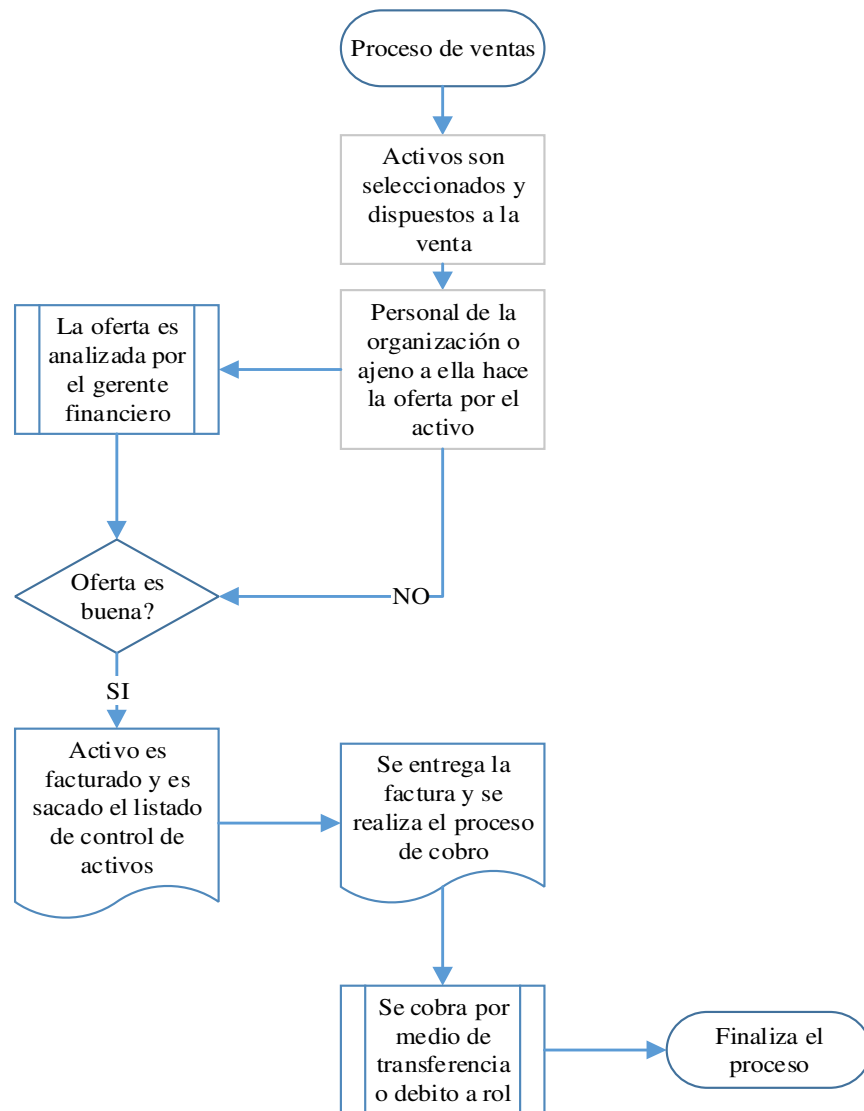 Proceso de ventas
Activos son
seleccionados y
dispuestos a la
venta
Personal de la
organización o
ajeno a ella hace
la oferta por el
activo
La oferta es
analizada por
el gerente
financiero
Oferta es
buena?
NO
SI
Activo es
facturado y es
sacado el listado
de control de
activos
Se entrega la
factura y se
realiza el proceso
de cobro
Se cobra por
medio de
transferencia
o debito a rol
Finaliza el
proceso